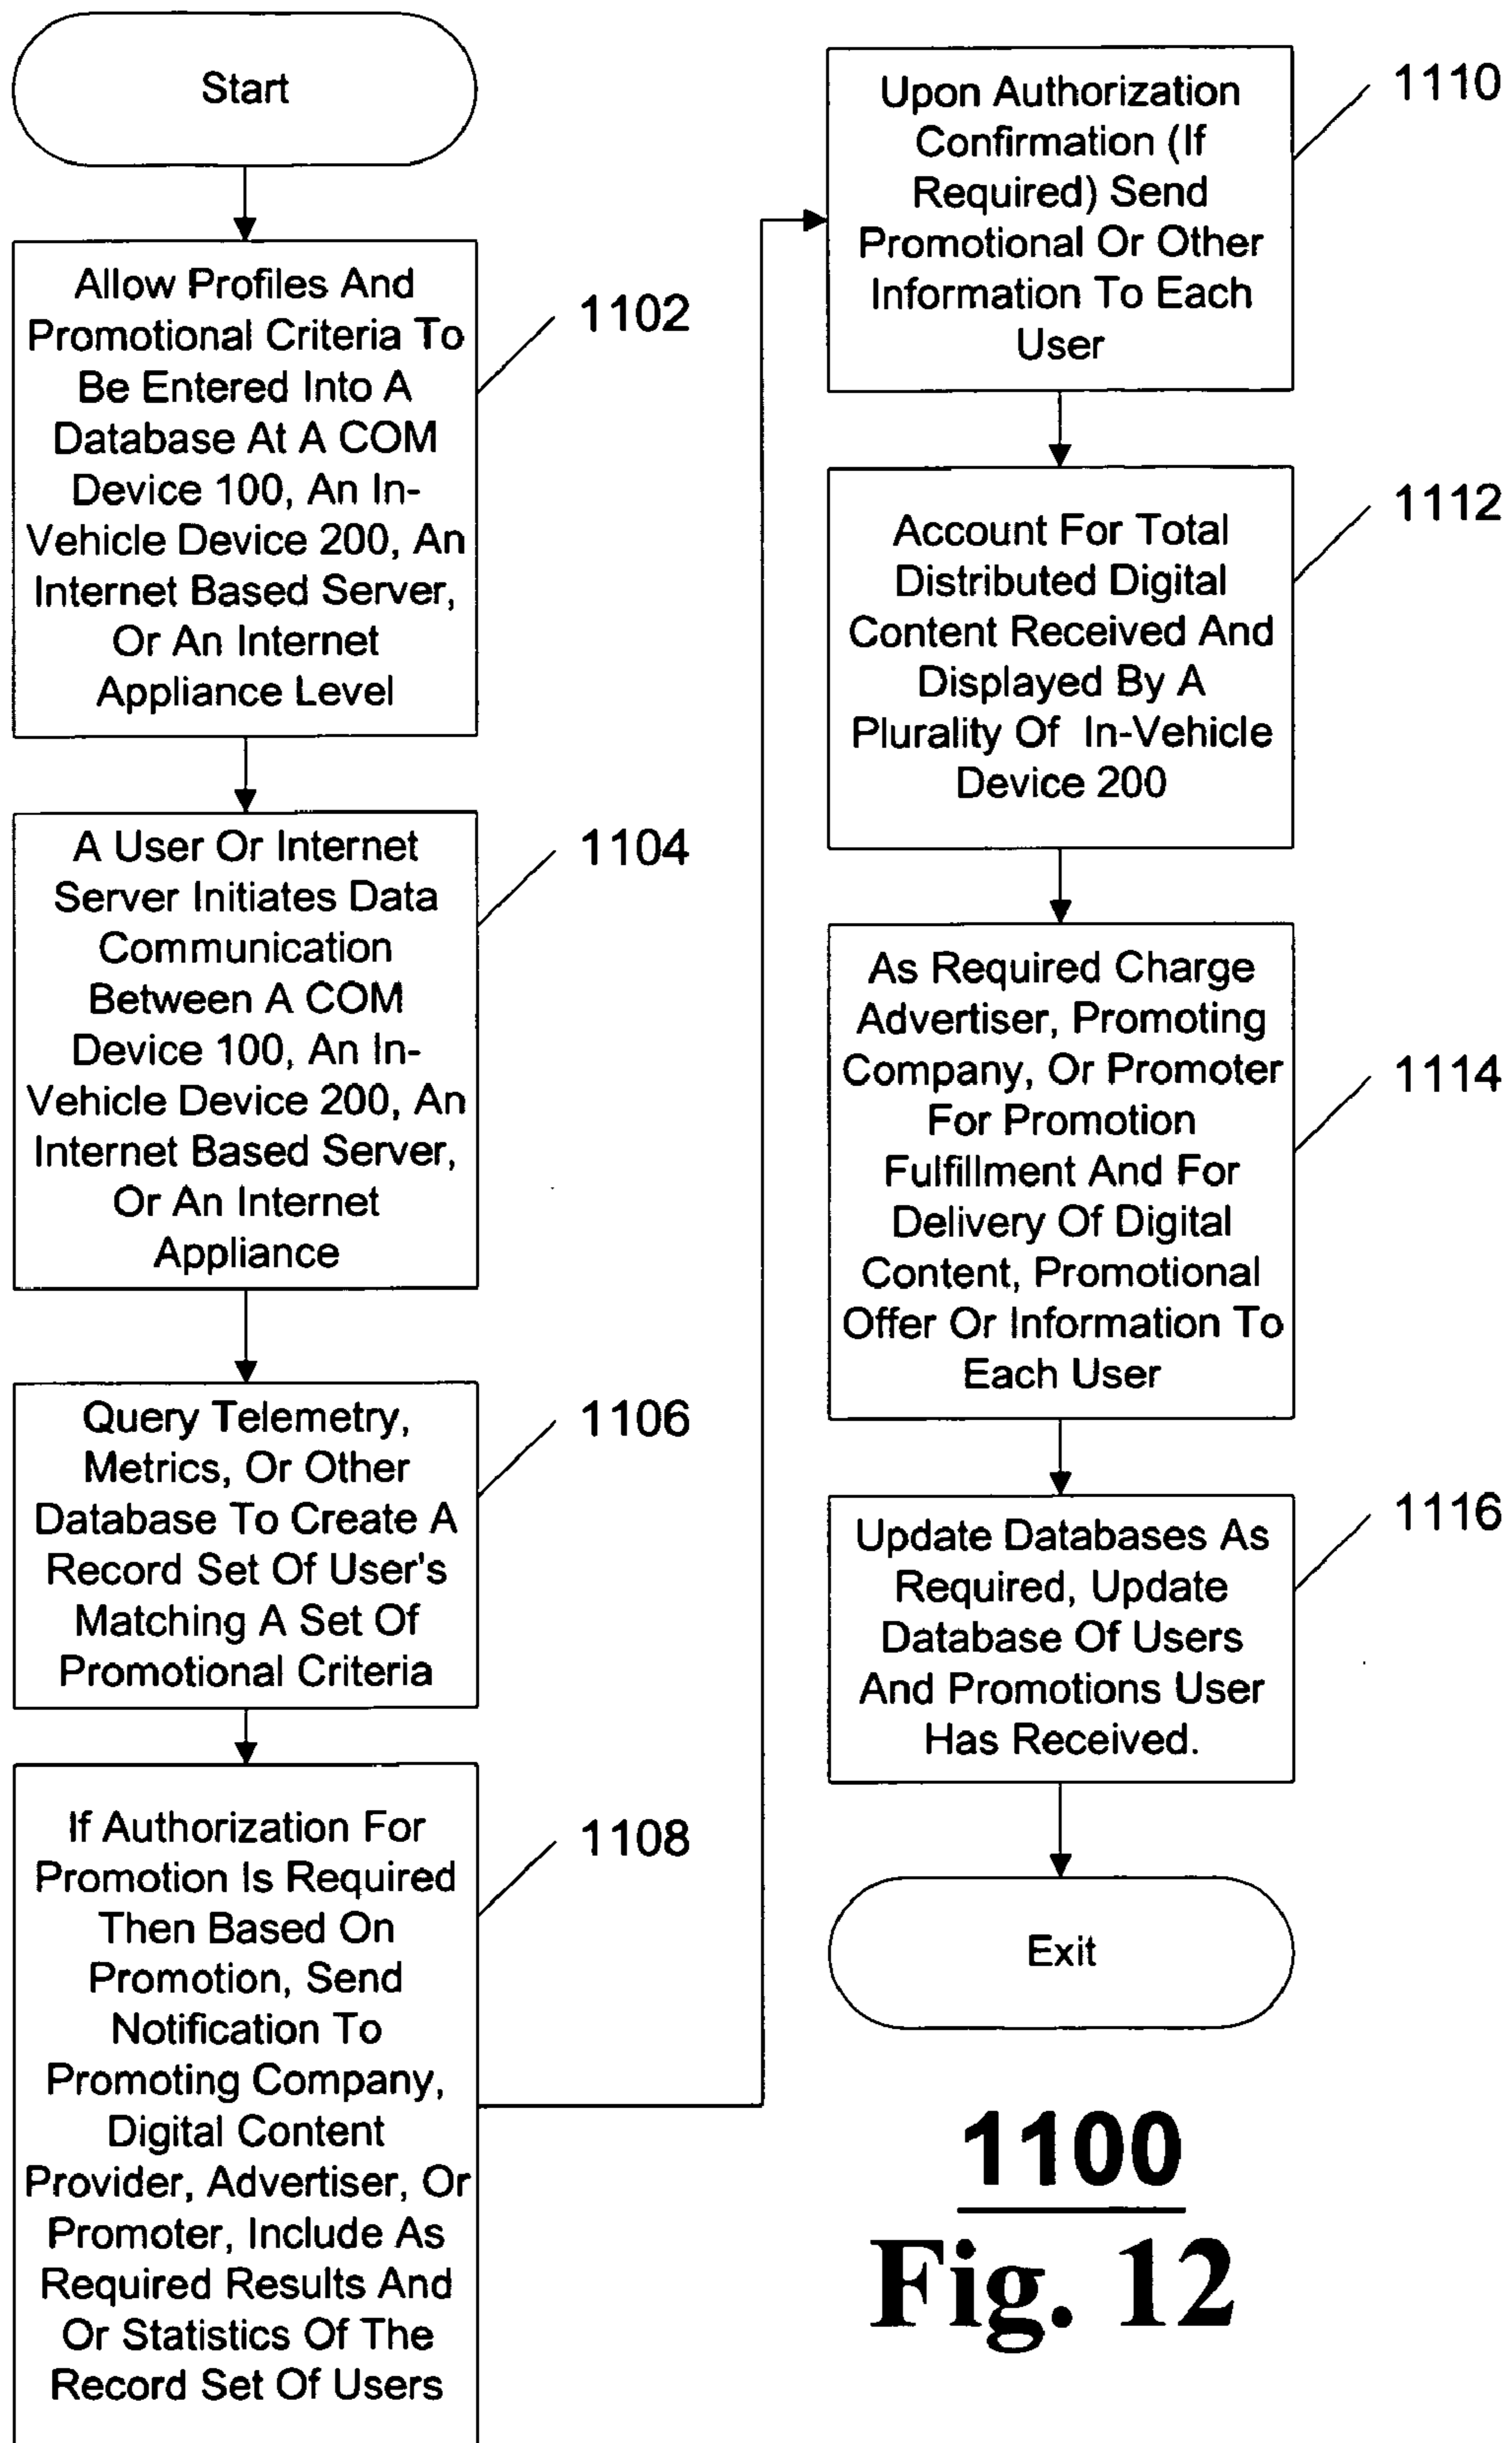 Start
Allow Profiles And
Promotional Criteria To
Be Entered Into A
Database At A COM
Device 100, An In-
Vehicle Device 200, An
Internet Based Server,
Or An Internet
Appliance Level
1102
A User Or Internet
Server Initiates Data
Communication
Between A COM
Device 100, An In-
Vehicle Device 200, An
Internet Based Server,
Or An Internet
Appliance
1104
Query Telemetry,
Metrics, Or Other
Database To Create A
Record Set Of User's
Matching A Set Of
Promotional Criteria
1106
If Authorization For
Promotion Is Required
Then Based On
Promotion, Send
Notification To
Promoting Company,
Digital Content
Provider, Advertiser, Or
Promoter, Include As
Required Results And
Or Statistics Of The
Record Set Of Users
1108
Upon Authorization
Confirmation (If
Required) Send
Promotional Or Other
Information To Each
User
1110
Account For Total
Distributed Digital
Content Received And
Displayed By A
Plurality Of In-Vehicle
Device 200
1112
As Required Charge
Advertiser, Promoting
Company, Or Promoter
For Promotion
Fulfillment And For
Delivery Of Digital
Content, Promotional
Offer Or Information To
Each User
1114
Update Databases As
Required, Update
Database Of Users
And Promotions User
Has Received.
1116
Exit
1100
Fig. 12